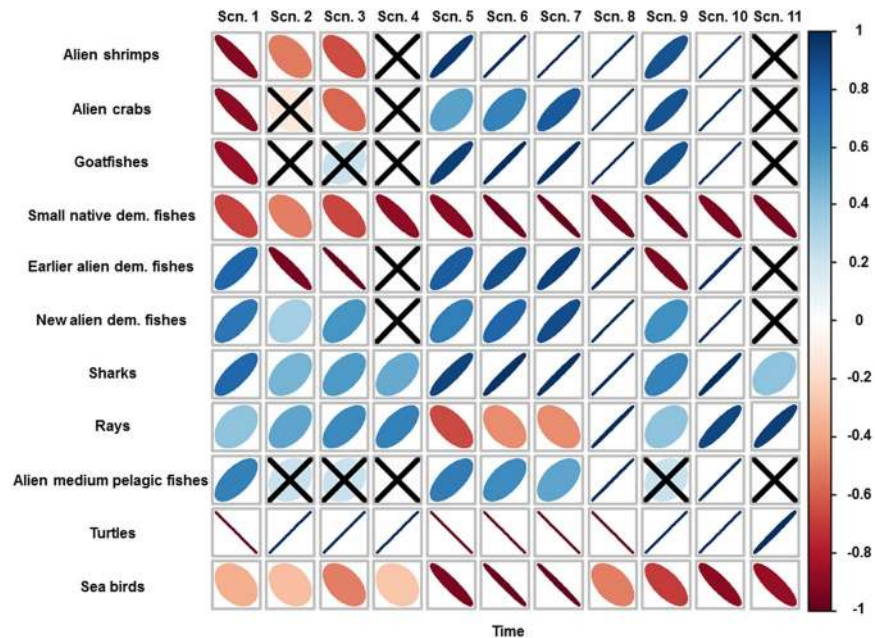 Scn. 1 Scn. 2 Scn. 3 Scn. 4 Scn. 5 Scn. 6 Scn. 7 Scn. 8 Scn. 9 Scn. 10 Scn. 11
Alien shrimps
Alien crabs
Goatfishes
Small native dem. fishes
Earlier alien dem. fishes
New alien dem. fishes
Sharks
Rays
Alien medium pelagic fishes
Turtles
Sea birds
Time
1
0.8
0.6
0.4
0.2
0
-0.2
-0.4
-0.6
-0.8
-1